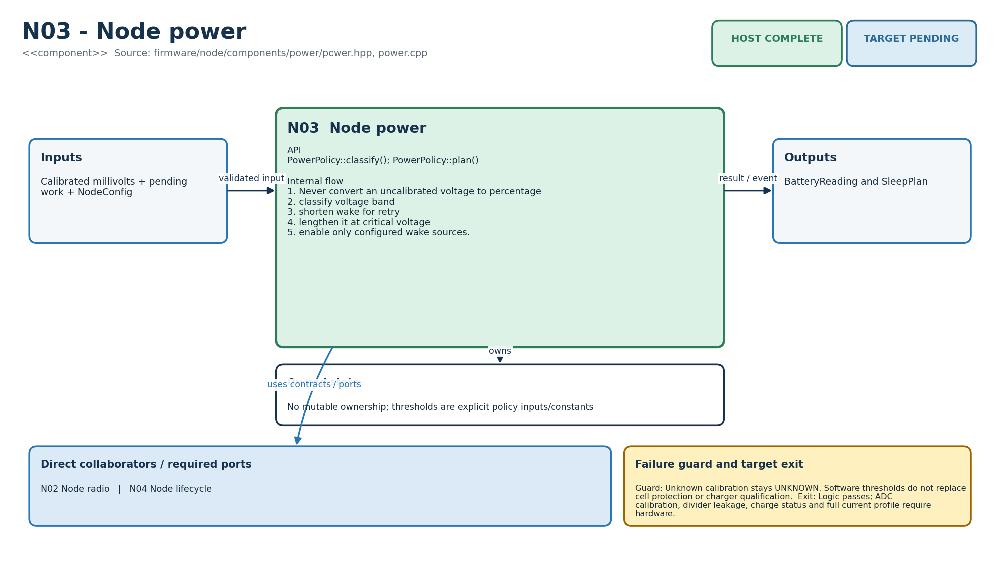 N03 - Node power
<<component>>  Source: firmware/node/components/power/power.hpp, power.cpp
HOST COMPLETE
TARGET PENDING
Inputs
Calibrated millivolts + pending
work + NodeConfig
validated input
N03  Node power
API
PowerPolicy::classify(); PowerPolicy::plan()
Internal flow
1. Never convert an uncalibrated voltage to percentage
2. classify voltage band
3. shorten wake for retry
4. lengthen it at critical voltage
5. enable only configured wake sources.
result / event
Outputs
BatteryReading and SleepPlan
owns
uses contracts / ports
No mutable ownership; thresholds are explicit policy inputs/constants
Direct collaborators / required ports
N02 Node radio   |   N04 Node lifecycle
Failure guard and target exit
Guard: Unknown calibration stays UNKNOWN. Software thresholds do not replace
cell protection or charger qualification.  Exit: Logic passes; ADC
calibration, divider leakage, charge status and full current profile require
hardware.